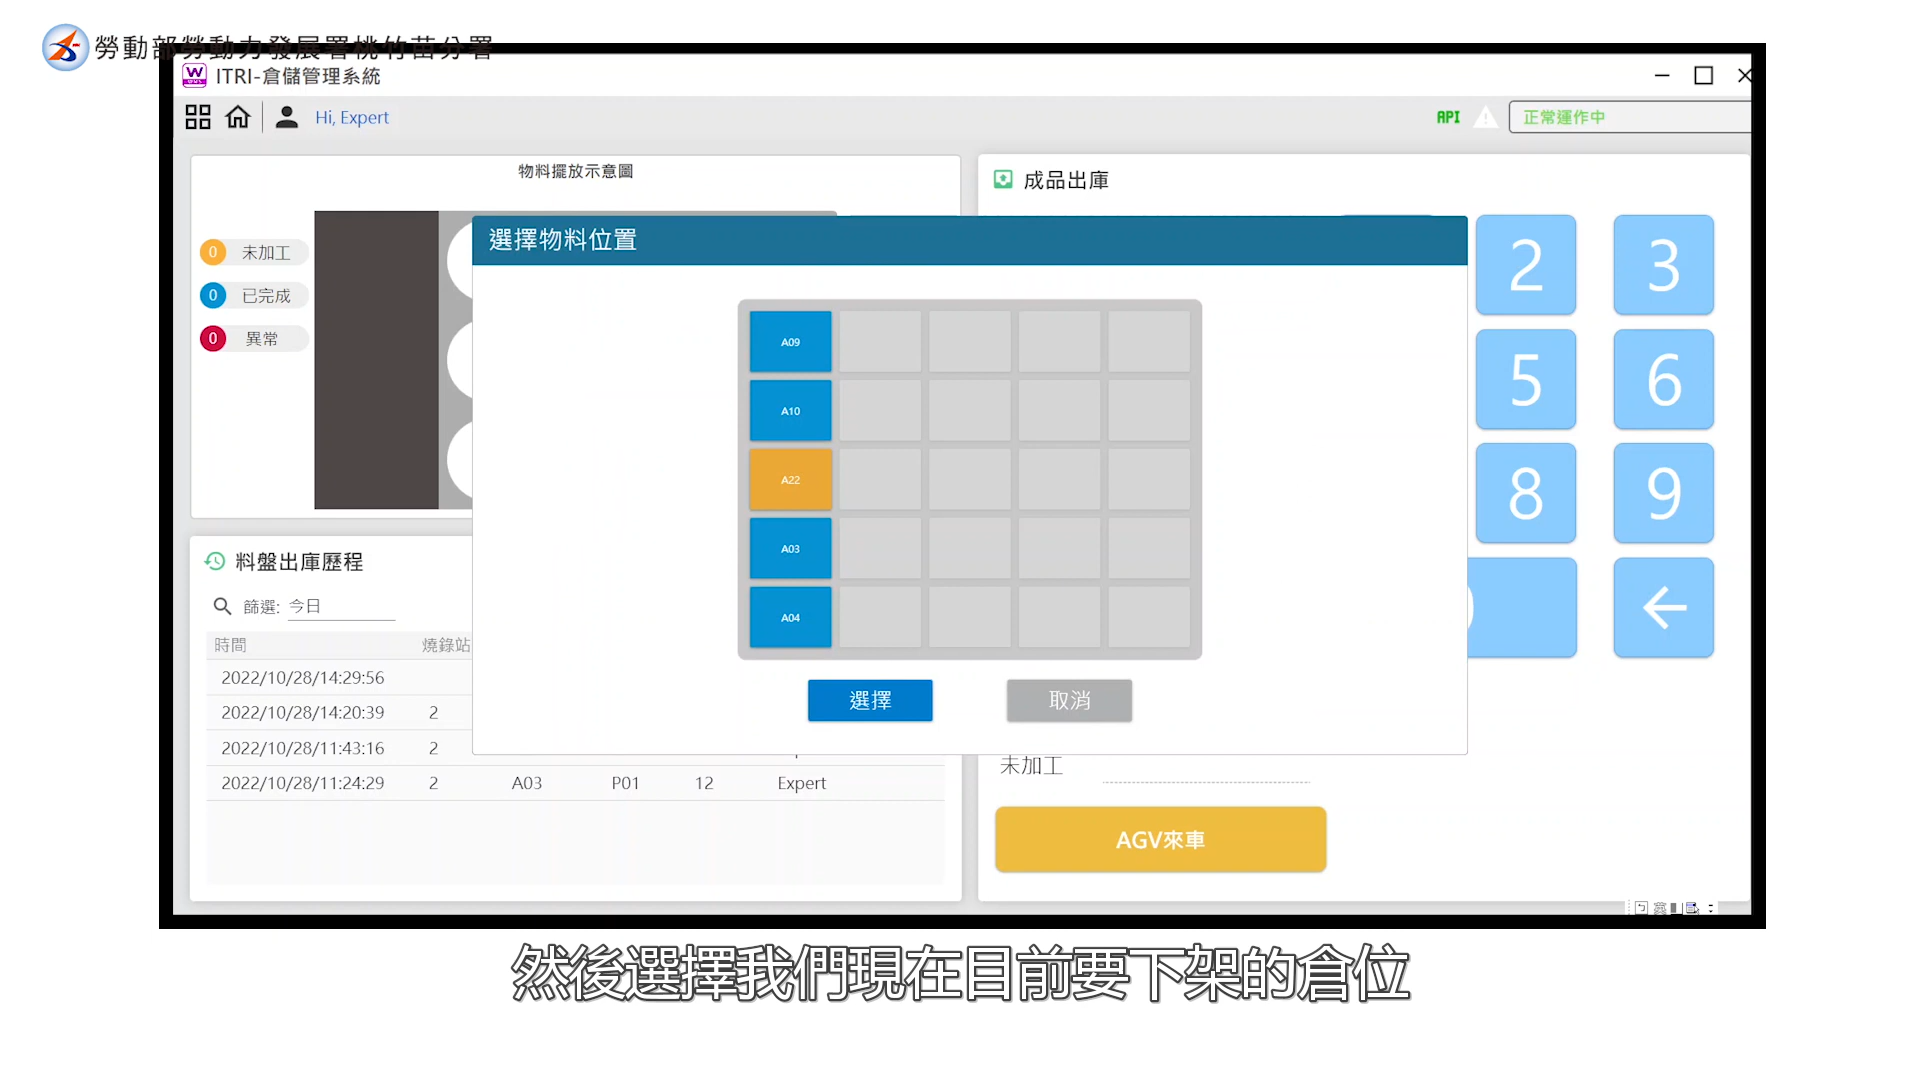 勞動部勞動力發展署桃竹苗分署
ITRI-倉儲管理系統
Hi, Expert
API
正常運作中
物料擺放示意圖
0 未加工
0 已完成
0 異常
成品出庫
2 3
5 6
8 9
選擇物料位置
A09
A10
A22
A03
A04
選擇 取消
料盤出庫歷程
篩選: 今日
時間 燒錄站
2022/10/28/14:29:56
2022/10/28/14:20:39 2
2022/10/28/11:43:16 2
2022/10/28/11:24:29 2 A03 P01 12 Expert
未加工
AGV來車
然後選擇我們現在目前要下架的倉位